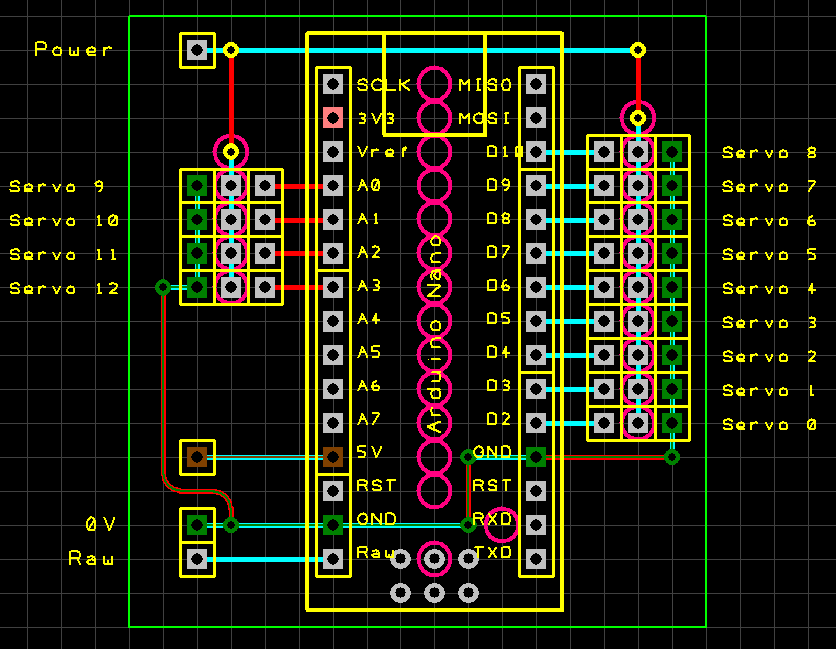 Power
SCLK MISO
3V3 MOSI
Vref D10 Servo 8
Servo 9 A0 D9 Servo 7
Servo 10 A1 D8 Servo 6
Servo 11 A2 D7 Servo 5
Servo 12 A3 D6 Servo 4
A4 D5 Servo 3
A5 D4 Servo 2
A6 D3 Servo 1
A7 D2 Servo 0
Arduino Nano
5V GND
RST RST
0V GND RXD
Raw Raw TXD